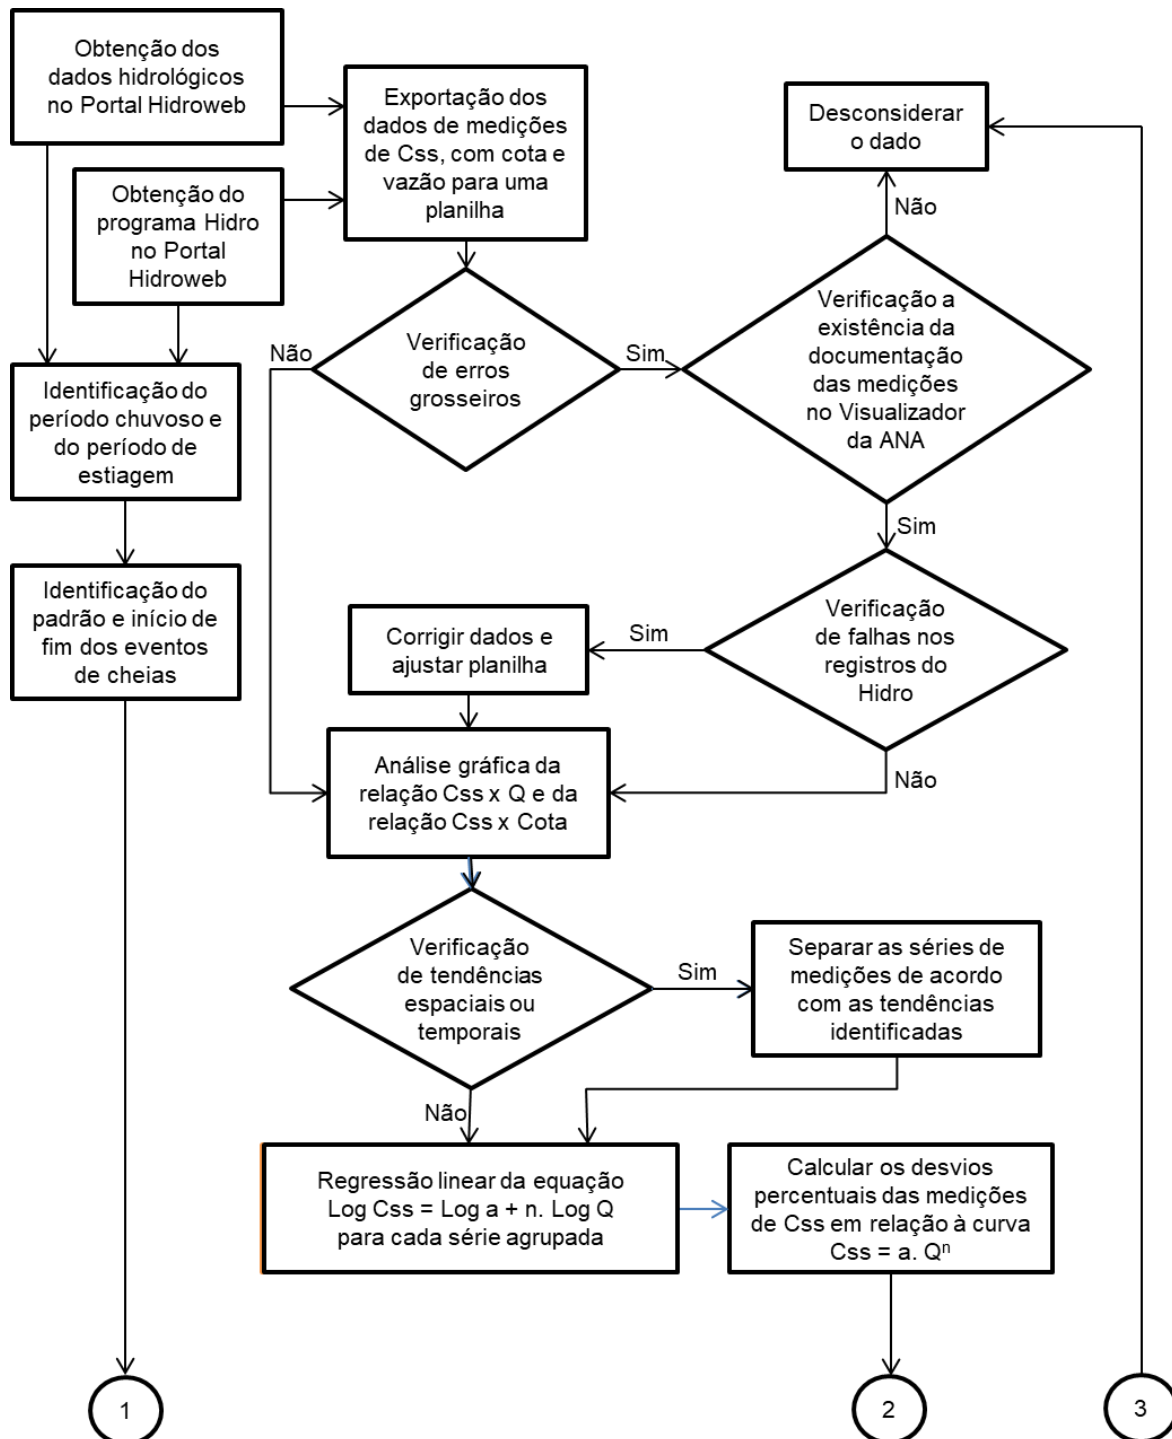 Obtenção dos
dados hidrológicos
no Portal Hidroweb
Exportação dos
dados de medições
de Css, com cota e
vazão para uma
planilha
Desconsiderar
o dado
Obtenção do
programa Hidro
no Portal
Hidroweb
Não
Verificação a
existência da
documentação
das medições
no Visualizador
da ANA
Verificação
de erros
grosseiros
Não
Sim
Identificação do
período chuvoso e
do período de
estiagem
Sim
Identificação do
padrão e início de
fim dos eventos
de cheias
Verificação
de falhas nos
registros do
Hidro
Sim
Corrigir dados e
ajustar planilha
Não
Análise gráfica da
relação Css x Q e da
relação Css x Cota
Verificação
de tendências
espaciais ou
temporais
Sim
Separar as séries de
medições de acordo
com as tendências
identificadas
Não
Regressão linear da equação
Log Css = Log a + n. Log Q
para cada série agrupada
Calcular os desvios
percentuais das medições
de Css em relação à curva
Css = a. Qⁿ
1
2
3